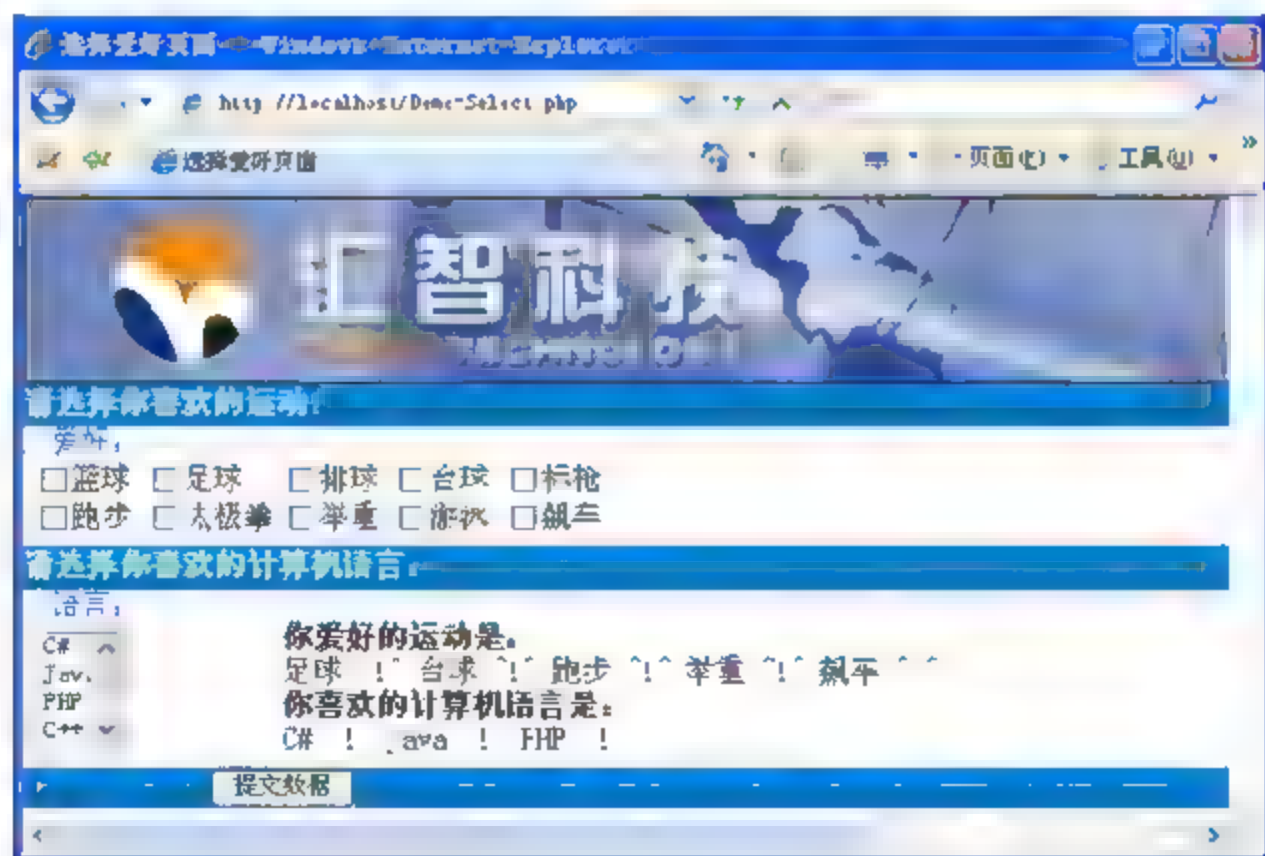 选择爱好页面 - Windows Internet Explorer
http //localhost/Demo-Select php
选择爱好页面 页面(P) 工具(O)
汇智科技
请选择你喜欢的运动:
爱好:
篮球 足球 排球 台球 标枪
跑步 太极拳 举重 游泳 飙车
请选择你喜欢的计算机语言:
语言:
C#
Java
PHP
C++
你爱好的运动是:
足球 ! 台球 ! 跑步 ! 举重 ! 飙车
你喜欢的计算机语言是:
C# ! java ! PHP !
提交数据